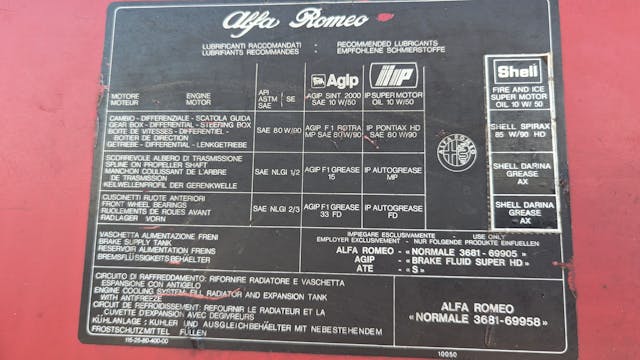 Alfa Romeo
LUBRIFICANTI RACCOMANDATI RECOMMENDED LUBRICANTS
LUBRIFIANTS RECOMMANDES EMPFOHLENE SCHMIERSTOFFE
MOTORE ENGINE
MOTEUR MOTOR
API
ASTM SE
SAE
Agip
AGIP SINT 2000
SAE 10 W/50
IP
IP SUPER MOTOR
OIL 10 W/50
Shell
FIRE AND ICE
SUPER MOTOR
OIL 10 W/50
CAMBIO - DIFFERENZIALE - SCATOLA GUIDA
GEAR BOX - DIFFERENTIAL - STEERING BOX
BOITE DE VITESSES - DIFFERENTIEL -
BOITIER DE DIRECTION
GETRIEBE - DIFFERENTIAL - LENKGETRIEBE
SAE 80 W/90
AGIP F.1 ROTRA
MP SAE 80W/90
IP PONTIAX HD
SAE 80 W/90
SHELL SPIRAX
85 W/90 HD
SCORREVOLE ALBERO DI TRASMISSIONE
SPLINE ON PROPELLER SHAFT
MANCHON COULISSANT DE L'ARBRE
DE TRASMISSION
KEILWELLENPROFIL DER GERENKWELLE
SAE NLGI 1/2
AGIP F1 GREASE
15
IP AUTOGREASE
MP
SHELL DARINA
GREASE
AX
CUSCINETTI RUOTE ANTERIORI
FRONT WHEEL BEARINGS
RUOLEMENTS DE ROUES AVANT
RADLAGER VORN
SAE NLGI 2/3
AGIP F1 GREASE
33 FD
IP AUTOGREASE
FD
SHELL DARINA
GREASE
AX
ALFA-ROMEO
VASCHETTA ALIMENTAZIONE FRENI
BRAKE SUPPLY TANK
RESERVOIR ALIMENTATION FREINS
BREMSFLÜSSIGKEITSBEHÄELTER
IMPIEGARE ESCLUSIVAMENTE - USE ONLY
EMPLOYER EXCLUSIVEMENT - NUR FOLGENDE PRODUKTE EINFUELLEN
ALFA ROMEO - «NORMALE 3681-69905»
AGIP - «BRAKE FLUID SUPER HD»
ATE - «S»
CIRCUITO DI RAFFREDDAMENTO: RIFORNIRE RADIATORE E VASCHETTA
ESPANSIONE CON ANTIGELO
ENGINE COOLING SYSTEM: FILL RADIATOR AND EXPANSION TANK
WITH ANTIFREEZE
CIRCUIT DE REFROIDISSEMENT: REFOURNIR LE RADIATEUR ET LA
CUVETTE D'EXPANSION AVEC DEGIVREURS
KÜHLANLAGE: KÜHLER UND AUSGLEICHBEHÄELTER MIT NEBESTEHENDEM
FROSTSCHUTZMITTEL FÜLLEN
ALFA ROMEO
«NORMALE 3681-69958»
116-25-80-400-00
10050